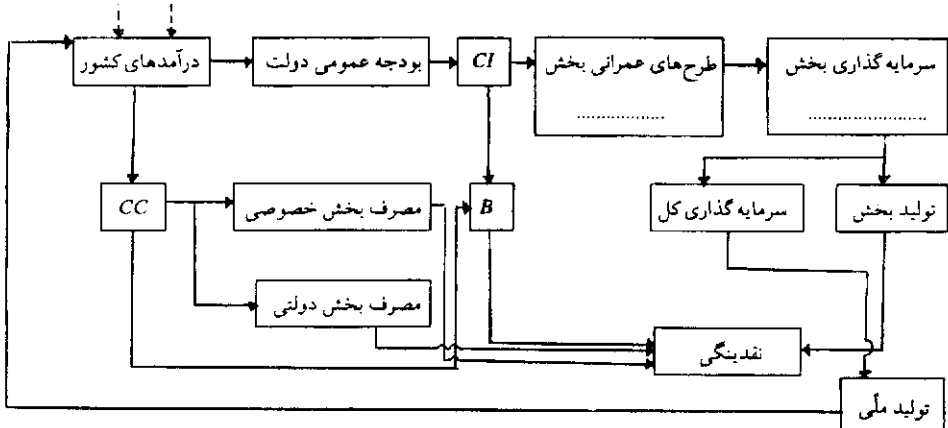 درآمدهای کشور
بودجه عمومی دولت
CI
طرح‌های عمرانی بخش
....................
سرمایه گذاری بخش
....................
CC
مصرف بخش خصوصی
B
سرمایه گذاری کل
تولید بخش
مصرف بخش دولتی
نقدینگی
تولید ملّی